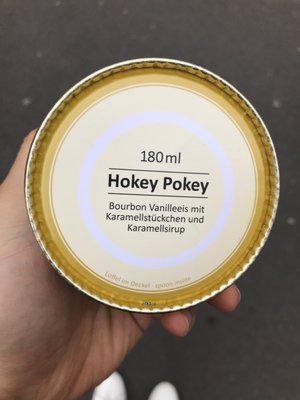 180ml
Hokey Pokey
Bourbon Vanilleeis mit
Karamellstückchen und
Karamellsirup
Löffel im Deckel · spoon inside